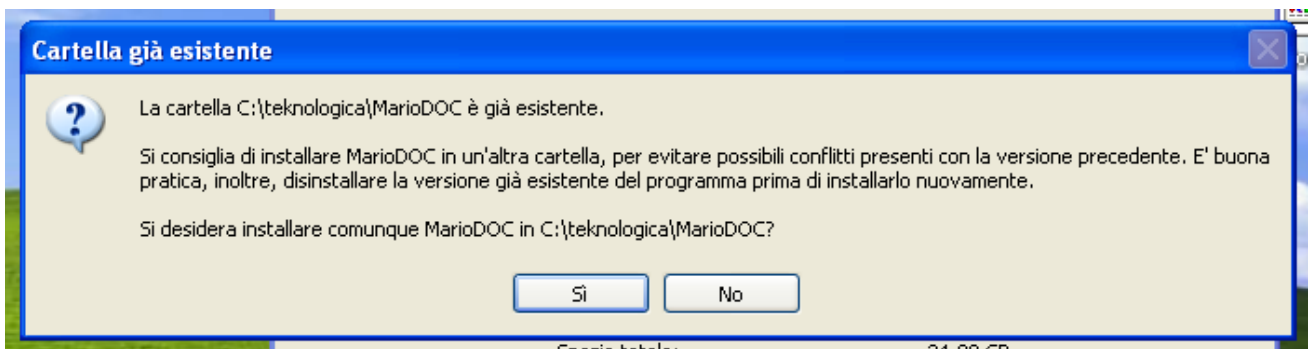 Cartella già esistente
La cartella C:\teknologica\MarioDOC è già esistente.
Si consiglia di installare MarioDOC in un'altra cartella, per evitare possibili conflitti presenti con la versione precedente. E' buona
pratica, inoltre, disinstallare la versione già esistente del programma prima di installarlo nuovamente.
Si desidera installare comunque MarioDOC in C:\teknologica\MarioDOC?
Sì No